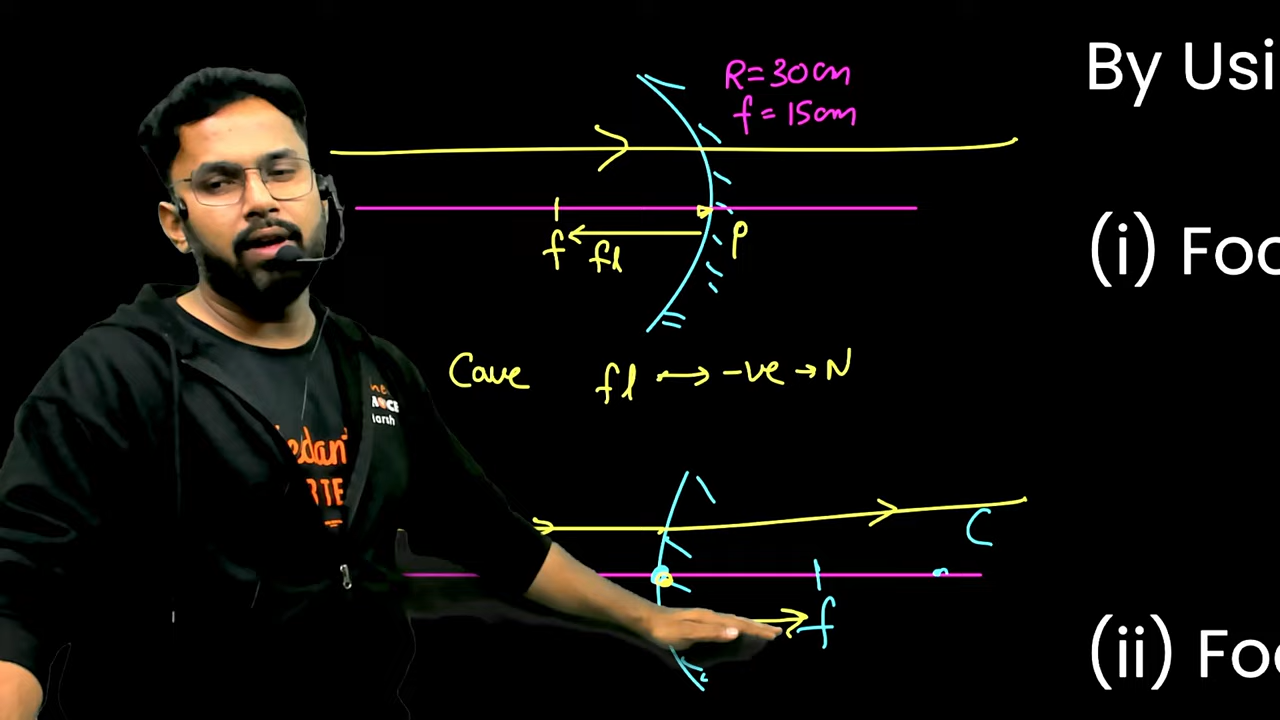 R=30cm
f=15cm
By Usi
f fl
P
(i) Foc
Cave fl → -ve → N
C
f
(ii) Foc